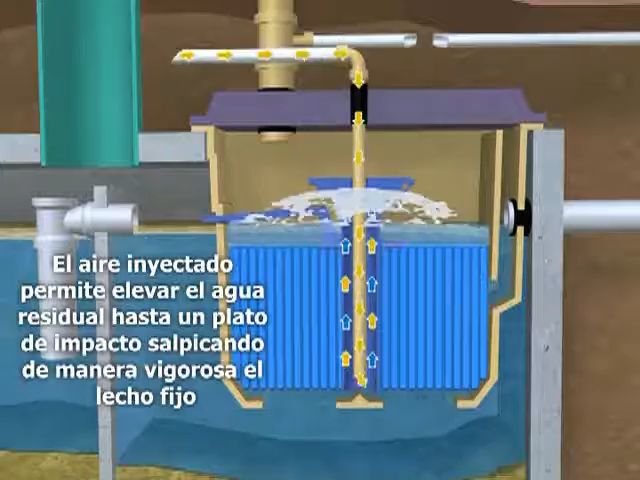 El aire inyectado
permite elevar el agua
residual hasta un plato
de impacto salpicando
de manera vigorosa el
lecho fijo